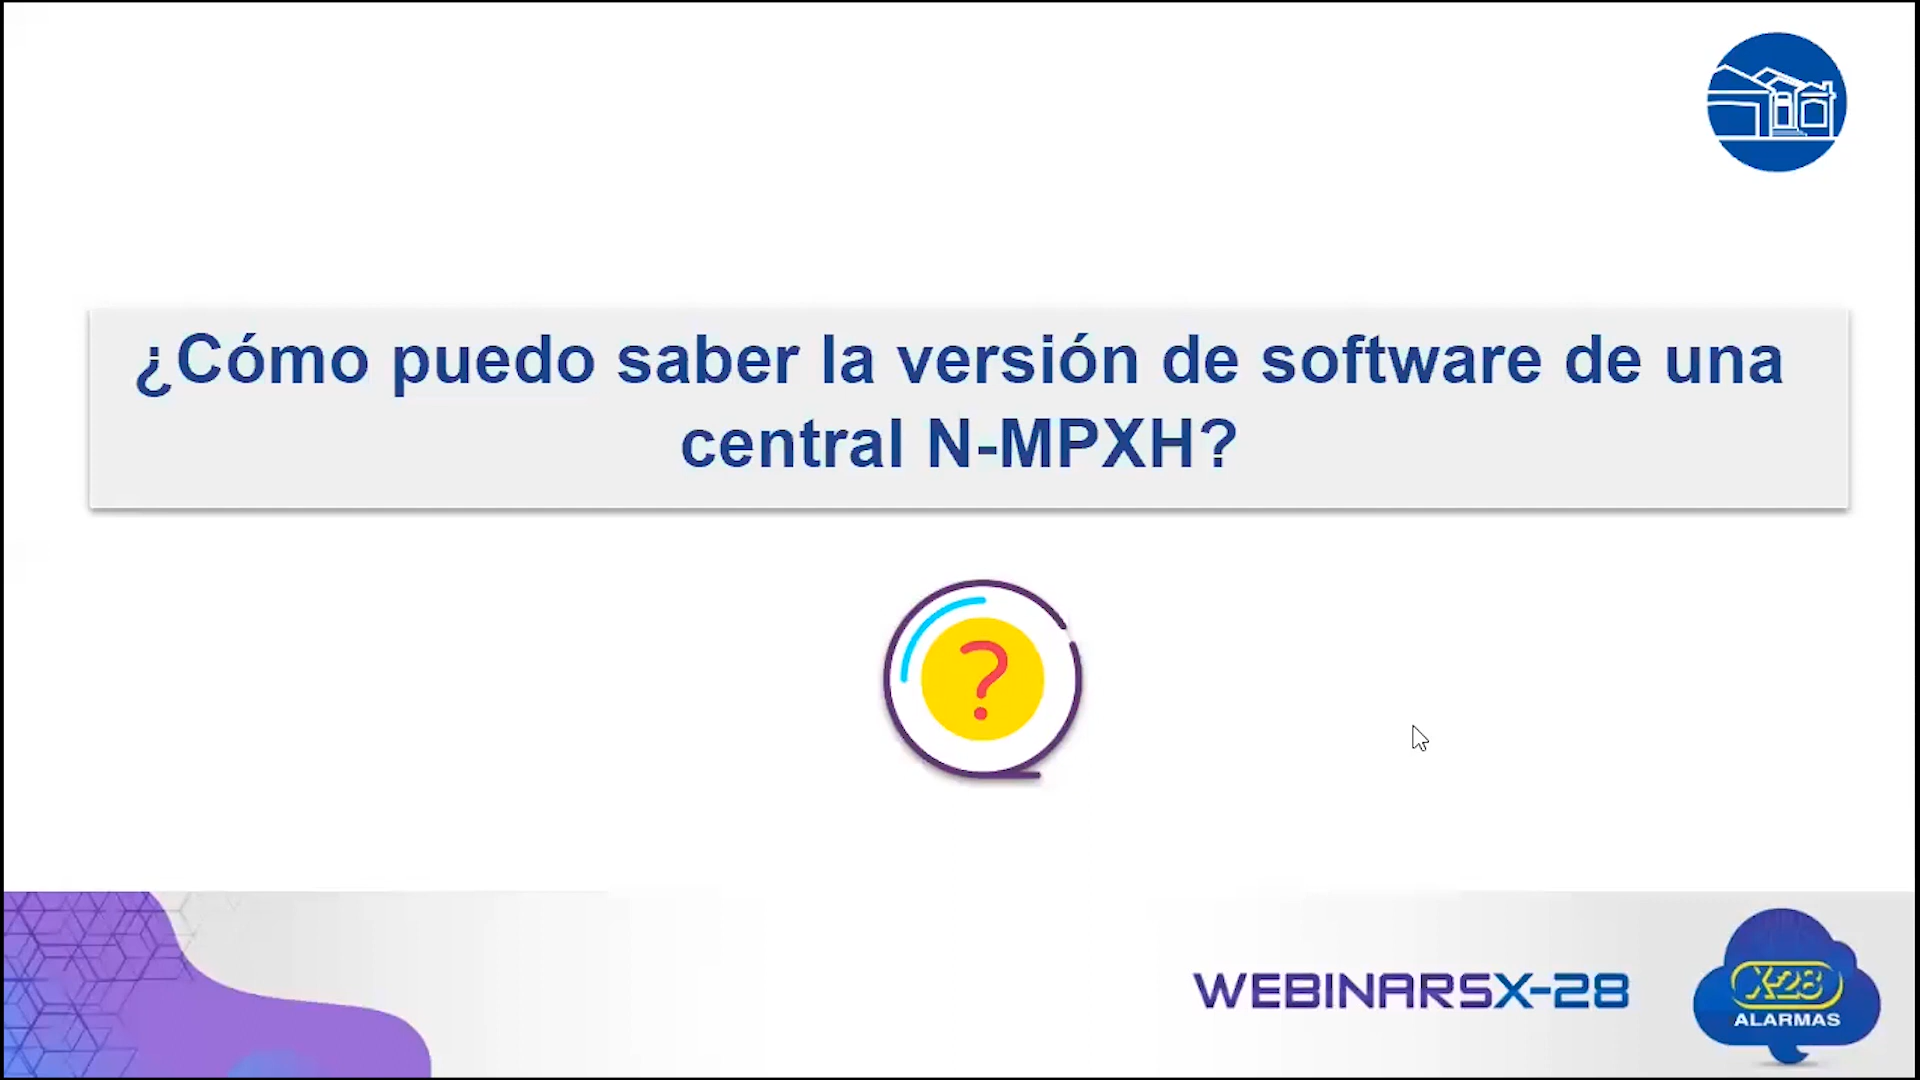 ¿Cómo puedo saber la versión de software de una
central N-MPXH?
?
WEBINARSX-28
X-28
ALARMAS